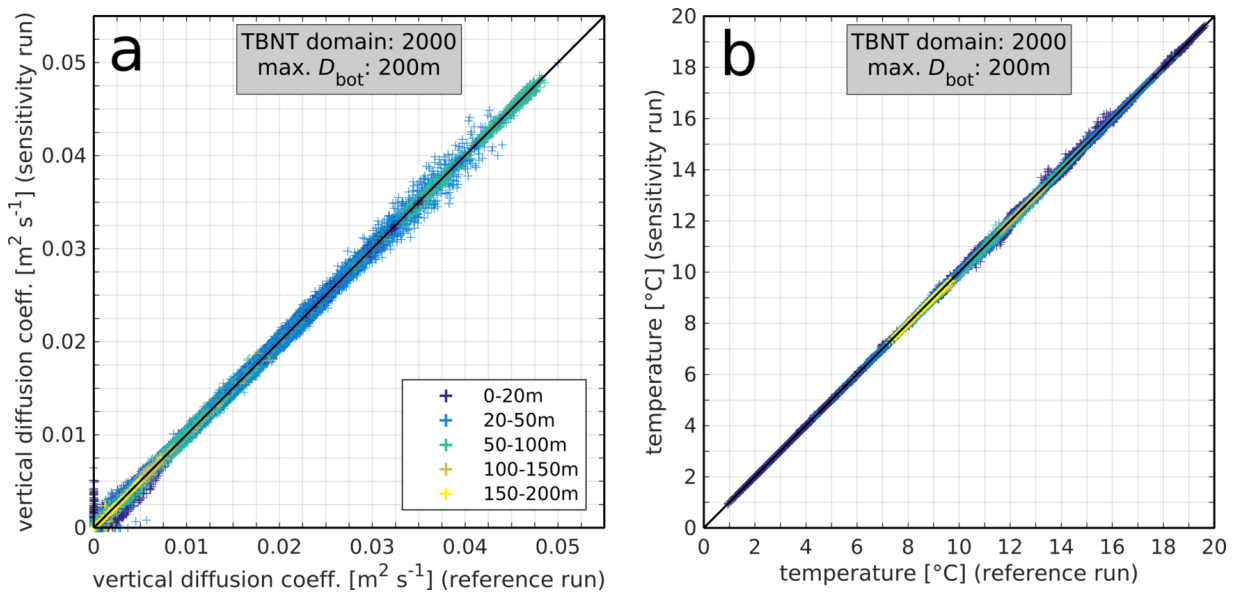 a
TBNT domain: 2000
max. D_bot: 200m
vertical diffusion coeff. [m² s⁻¹] (sensitivity run)
0.05
0.04
0.03
0.02
0.01
0
0-20m
20-50m
50-100m
100-150m
150-200m
0 0.01 0.02 0.03 0.04 0.05
vertical diffusion coeff. [m² s⁻¹] (reference run)
b
TBNT domain: 2000
max. D_bot: 200m
temperature [°C] (sensitivity run)
20
18
16
14
12
10
8
6
4
2
0
0 2 4 6 8 10 12 14 16 18 20
temperature [°C] (reference run)